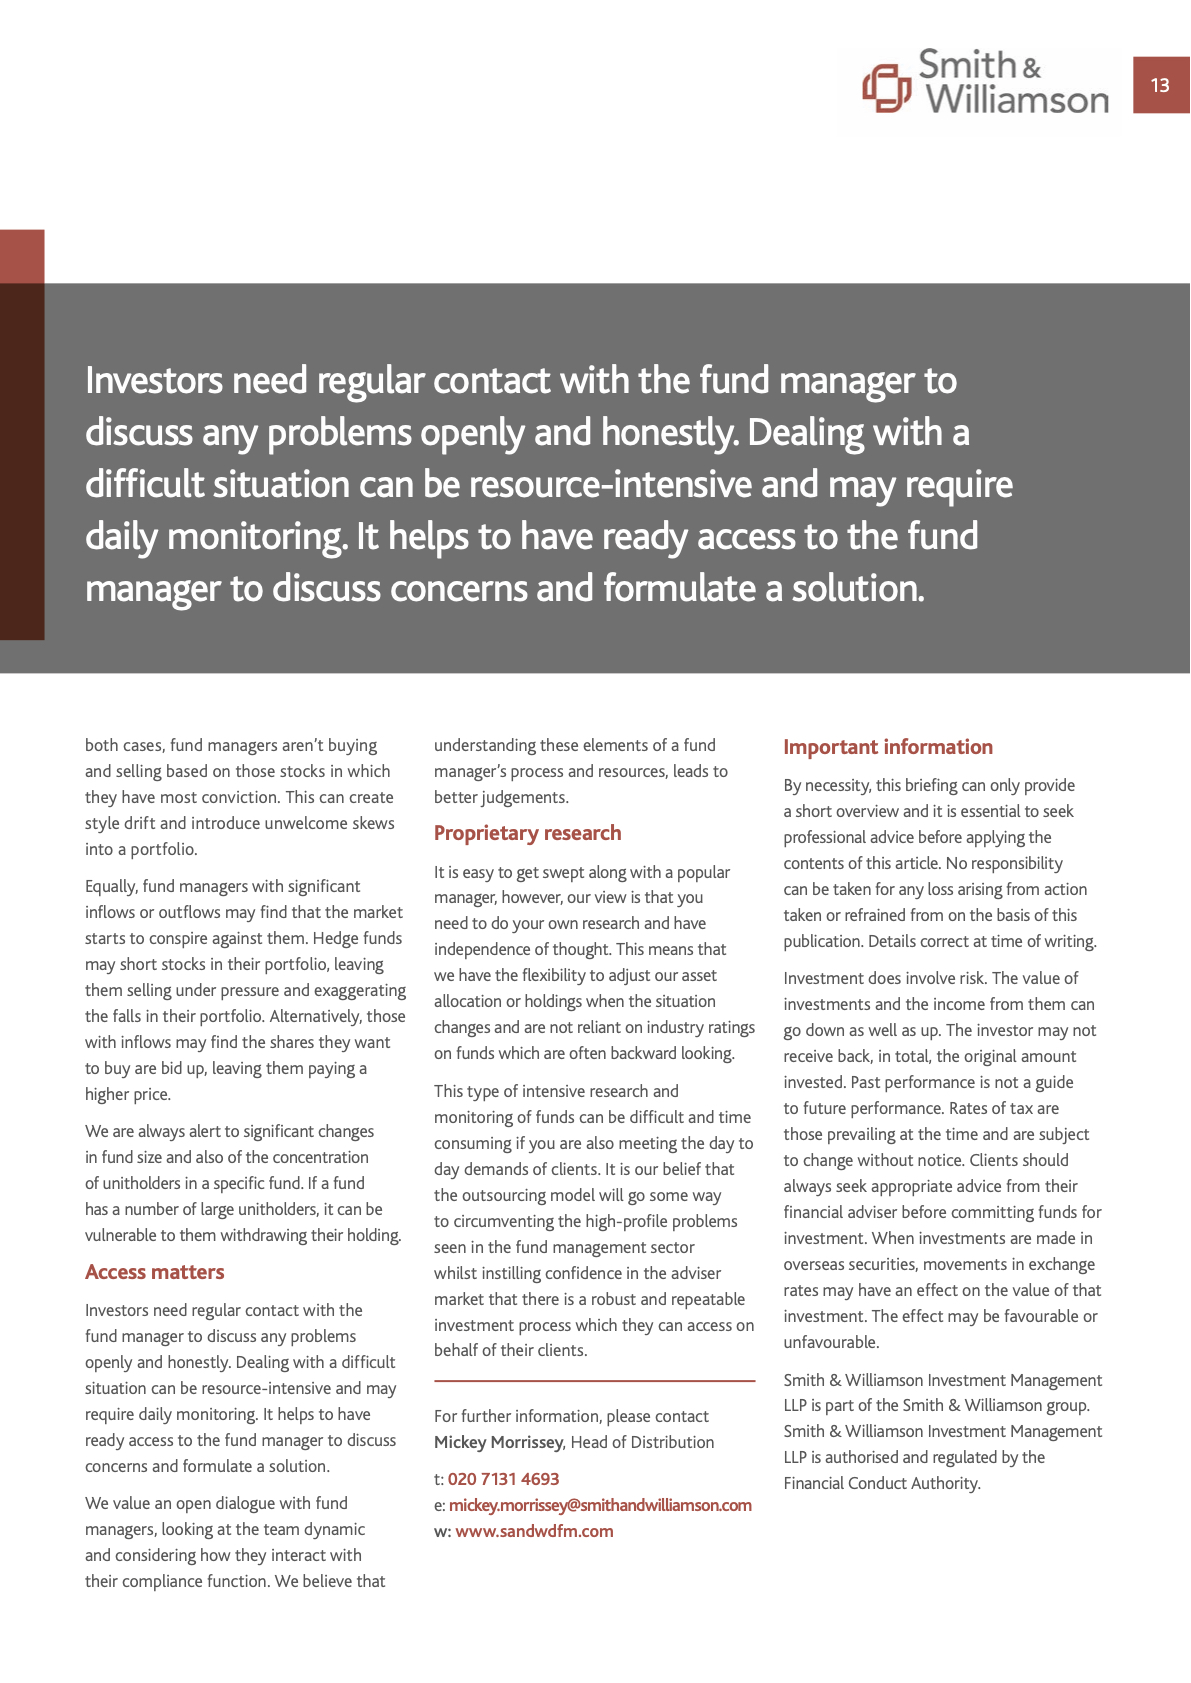 Smith &
Williamson
13
Investors need regular contact with the fund manager to
discuss any problems openly and honestly. Dealing with a
difficult situation can be resource-intensive and may require
daily monitoring. It helps to have ready access to the fund
manager to discuss concerns and formulate a solution.
both cases, fund managers aren't buying
and selling based on those stocks in which
they have most conviction. This can create
style drift and introduce unwelcome skews
into a portfolio.
Equally, fund managers with significant
inflows or outflows may find that the market
starts to conspire against them. Hedge funds
may short stocks in their portfolio, leaving
them selling under pressure and exaggerating
the falls in their portfolio. Alternatively, those
with inflows may find the shares they want
to buy are bid up, leaving them paying a
higher price.
We are always alert to significant changes
in fund size and also of the concentration
of unitholders in a specific fund. If a fund
has a number of large unitholders, it can be
vulnerable to them withdrawing their holding.
Access matters
Investors need regular contact with the
fund manager to discuss any problems
openly and honestly. Dealing with a difficult
situation can be resource-intensive and may
require daily monitoring. It helps to have
ready access to the fund manager to discuss
concerns and formulate a solution.
We value an open dialogue with fund
managers, looking at the team dynamic
and considering how they interact with
their compliance function. We believe that
understanding these elements of a fund
manager's process and resources, leads to
better judgements.
Proprietary research
It is easy to get swept along with a popular
manager, however, our view is that you
need to do your own research and have
independence of thought. This means that
we have the flexibility to adjust our asset
allocation or holdings when the situation
changes and are not reliant on industry ratings
on funds which are often backward looking.
This type of intensive research and
monitoring of funds can be difficult and time
consuming if you are also meeting the day to
day demands of clients. It is our belief that
the outsourcing model will go some way
to circumventing the high-profile problems
seen in the fund management sector
whilst instilling confidence in the adviser
market that there is a robust and repeatable
investment process which they can access on
behalf of their clients.
For further information, please contact
Mickey Morrissey, Head of Distribution
t: 020 7131 4693
e: mickey.morrissey@smithandwilliamson.com
w: www.sandwdfm.com
Important information
By necessity, this briefing can only provide
a short overview and it is essential to seek
professional advice before applying the
contents of this article. No responsibility
can be taken for any loss arising from action
taken or refrained from on the basis of this
publication. Details correct at time of writing.
Investment does involve risk. The value of
investments and the income from them can
go down as well as up. The investor may not
receive back, in total, the original amount
invested. Past performance is not a guide
to future performance. Rates of tax are
those prevailing at the time and are subject
to change without notice. Clients should
always seek appropriate advice from their
financial adviser before committing funds for
investment. When investments are made in
overseas securities, movements in exchange
rates may have an effect on the value of that
investment. The effect may be favourable or
unfavourable.
Smith & Williamson Investment Management
LLP is part of the Smith & Williamson group.
Smith & Williamson Investment Management
LLP is authorised and regulated by the
Financial Conduct Authority.